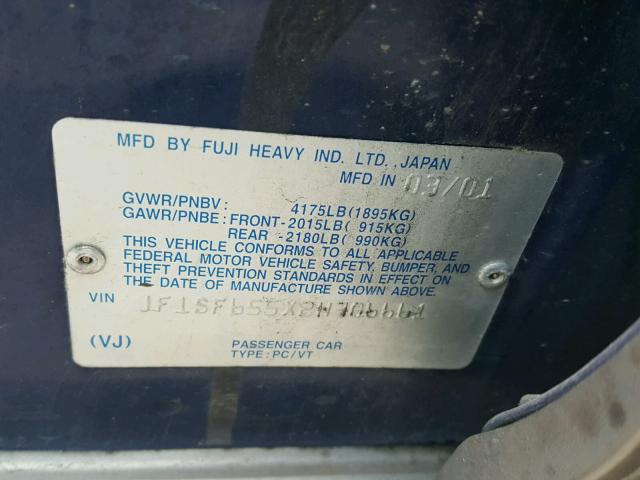 MFD BY FUJI HEAVY IND. LTD., JAPAN
MFD IN 03/01
GVWR/PNBV: 4175LB(1895KG)
GAWR/PNBE: FRONT-2015LB( 915KG)
REAR -2180LB( 990KG)
THIS VEHICLE CONFORMS TO ALL APPLICABLE
FEDERAL MOTOR VEHICLE SAFETY, BUMPER, AND
THEFT PREVENTION STANDARDS IN EFFECT ON
THE DATE OF MANUFACTURE SHOWN ABOVE.
VIN
(VJ) PASSENGER CAR
TYPE: PC/VT